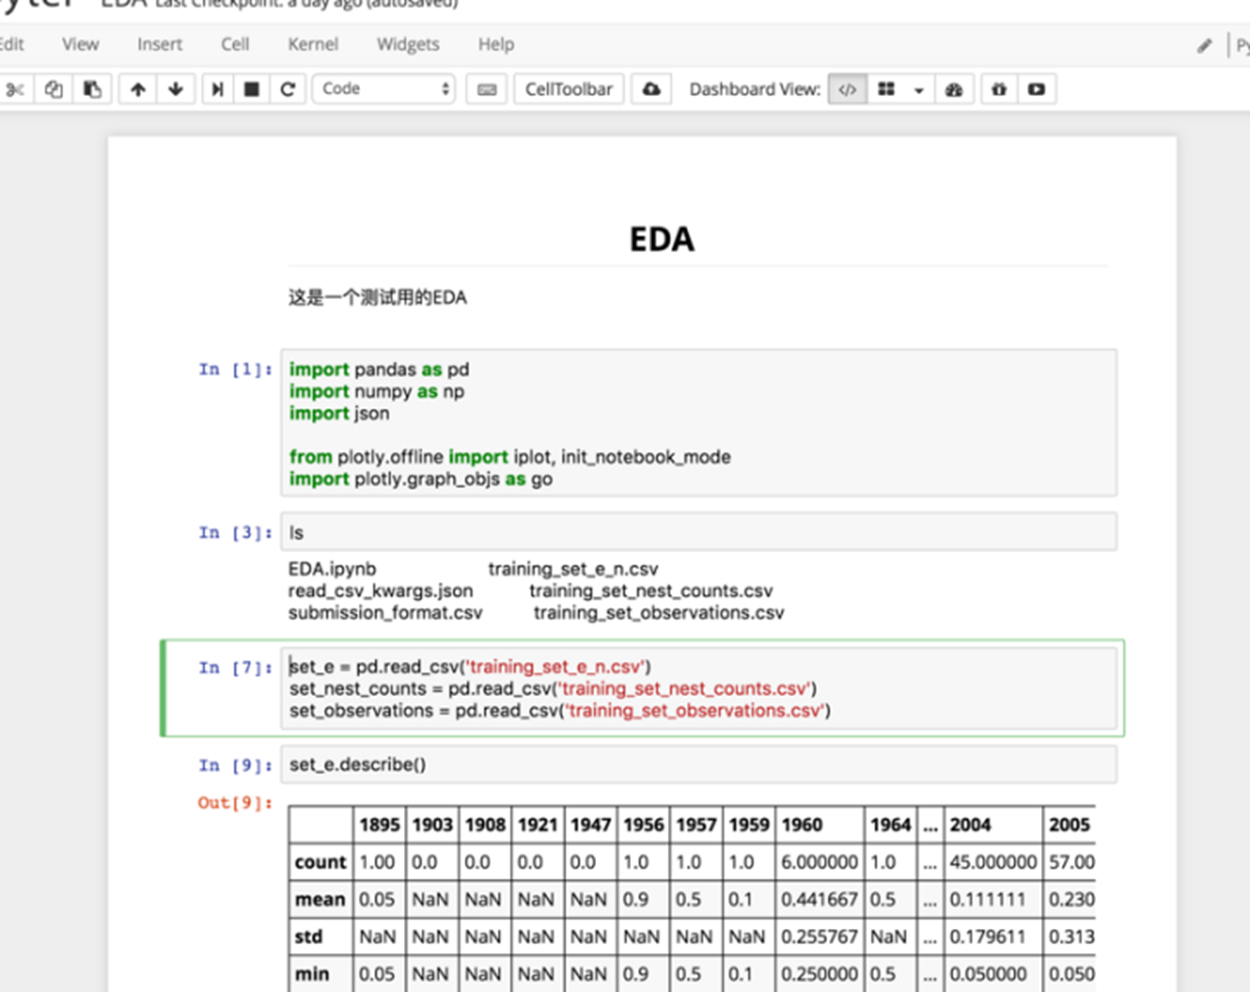 EDA Last Checkpoint: a day ago (autosaved)
Edit View Insert Cell Kernel Widgets Help
Code CellToolbar Dashboard View:
EDA
这是一个测试用的EDA
In [1]: import pandas as pd
import numpy as np
import json
from plotly.offline import iplot, init_notebook_mode
import plotly.graph_objs as go
In [3]: ls
EDA.ipynb training_set_e_n.csv
read_csv_kwargs.json training_set_nest_counts.csv
submission_format.csv training_set_observations.csv
In [7]: set_e = pd.read_csv('training_set_e_n.csv')
set_nest_counts = pd.read_csv('training_set_nest_counts.csv')
set_observations = pd.read_csv('training_set_observations.csv')
In [9]: set_e.describe()
Out[9]:
1895 1903 1908 1921 1947 1956 1957 1959 1960 1964 ... 2004 2005
count 1.00 0.0 0.0 0.0 0.0 1.0 1.0 1.0 6.000000 1.0 ... 45.000000 57.00
mean 0.05 NaN NaN NaN NaN 0.9 0.5 0.1 0.441667 0.5 ... 0.111111 0.230
std NaN NaN NaN NaN NaN NaN NaN NaN 0.255767 NaN ... 0.179611 0.313
min 0.05 NaN NaN NaN NaN 0.9 0.5 0.1 0.250000 0.5 ... 0.050000 0.050